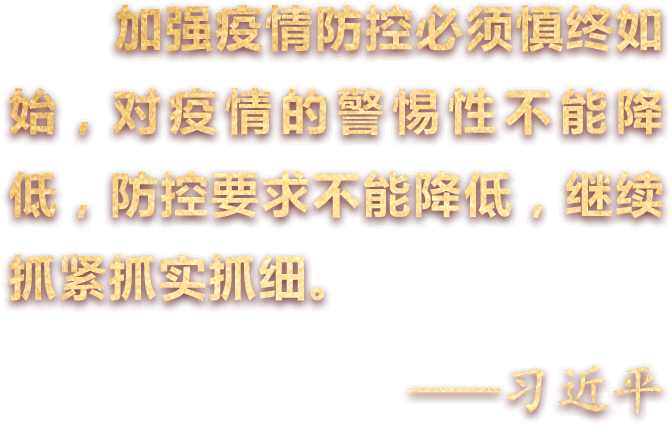 加强疫情防控必须慎终如
始，对疫情的警惕性不能降
低，防控要求不能降低，继续
抓紧抓实抓细。
——习近平